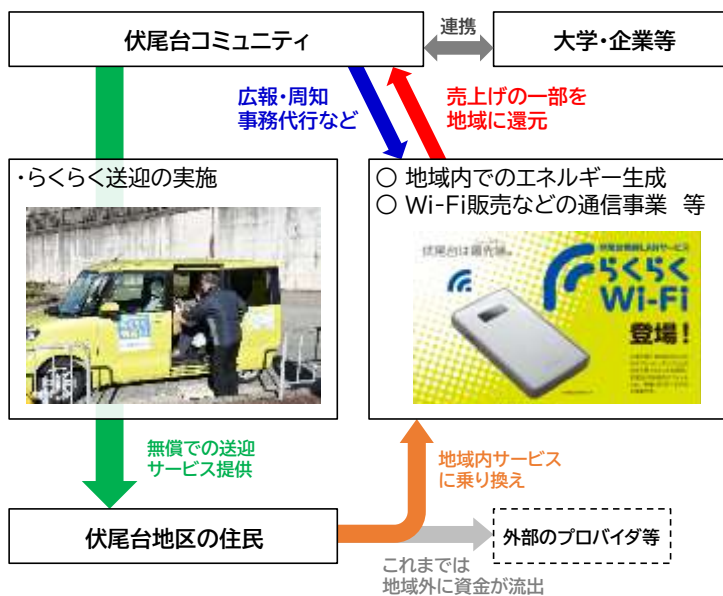 伏尾台コミュニティ
連携
大学・企業等
広報・周知
事務代行など
売上げの一部を
地域に還元
・らくらく送迎の実施
○ 地域内でのエネルギー生成
○ Wi-Fi販売などの通信事業 等
伏尾台は最先端。
らくらく
Wi-Fi
登場！
無償での送迎
サービス提供
地域内サービス
に乗り換え
伏尾台地区の住民
外部のプロバイダ等
これまでは
地域外に資金が流出